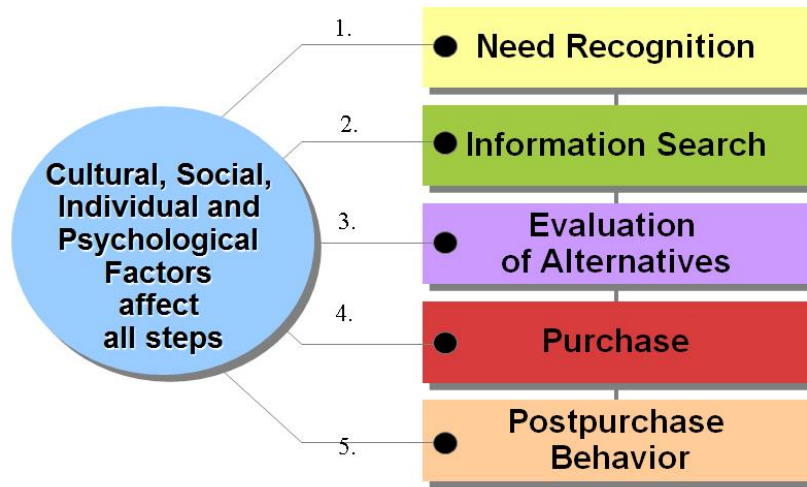 Cultural, Social,
Individual and
Psychological
Factors
affect
all steps
1.
Need Recognition
2.
Information Search
3.
Evaluation
of Alternatives
4.
Purchase
5.
Postpurchase
Behavior